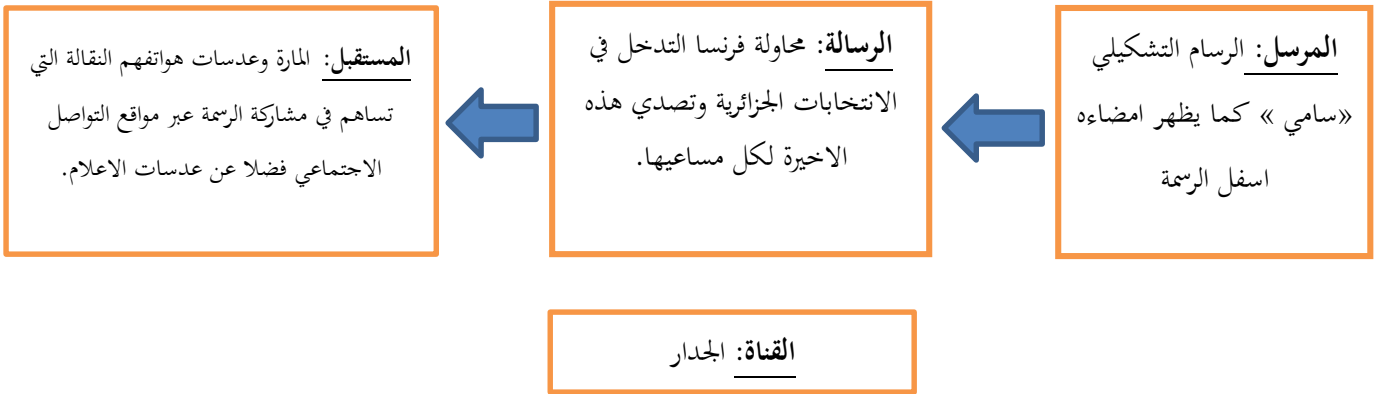 المرسل: الرسام التشكيلي
«سامي » كما يظهر امضاءه
اسفل الرسمة
الرسالة: محاولة فرنسا التدخل في
الانتخابات الجزائرية وتصدي هذه
الاخيرة لكل مساعيها.
المستقبل: المارة وعدسات هواتفهم النقالة التي
تساهم في مشاركة الرسمة عبر مواقع التواصل
الاجتماعي فضلا عن عدسات الاعلام.
القناة: الجدار